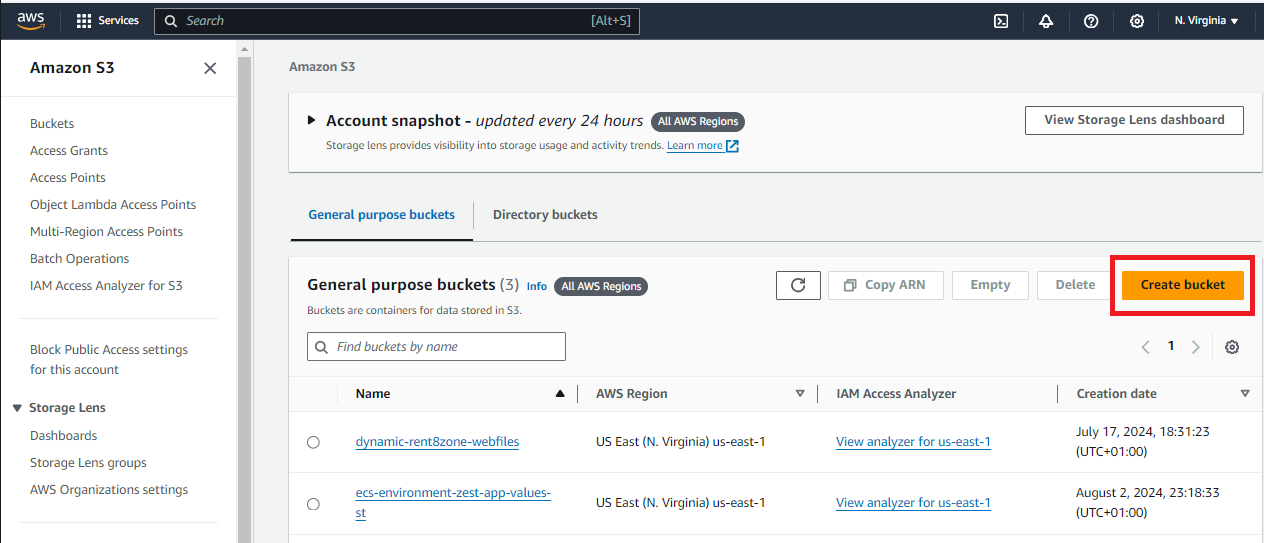 aws
Services
Search
[Alt+S]
N. Virginia
Amazon S3
Buckets
Access Grants
Access Points
Object Lambda Access Points
Multi-Region Access Points
Batch Operations
IAM Access Analyzer for S3
Block Public Access settings
for this account
Storage Lens
Dashboards
Storage Lens groups
AWS Organizations settings
Amazon S3
Account snapshot - updated every 24 hours All AWS Regions
Storage lens provides visibility into storage usage and activity trends. Learn more
View Storage Lens dashboard
General purpose buckets
Directory buckets
General purpose buckets (3) Info All AWS Regions
Buckets are containers for data stored in S3.
Copy ARN
Empty
Delete
Create bucket
Find buckets by name
1
Name AWS Region IAM Access Analyzer Creation date
dynamic-rent8zone-webfiles
US East (N. Virginia) us-east-1
View analyzer for us-east-1
July 17, 2024, 18:31:23
(UTC+01:00)
ecs-environment-zest-app-values-
st
US East (N. Virginia) us-east-1
View analyzer for us-east-1
August 2, 2024, 23:18:33
(UTC+01:00)